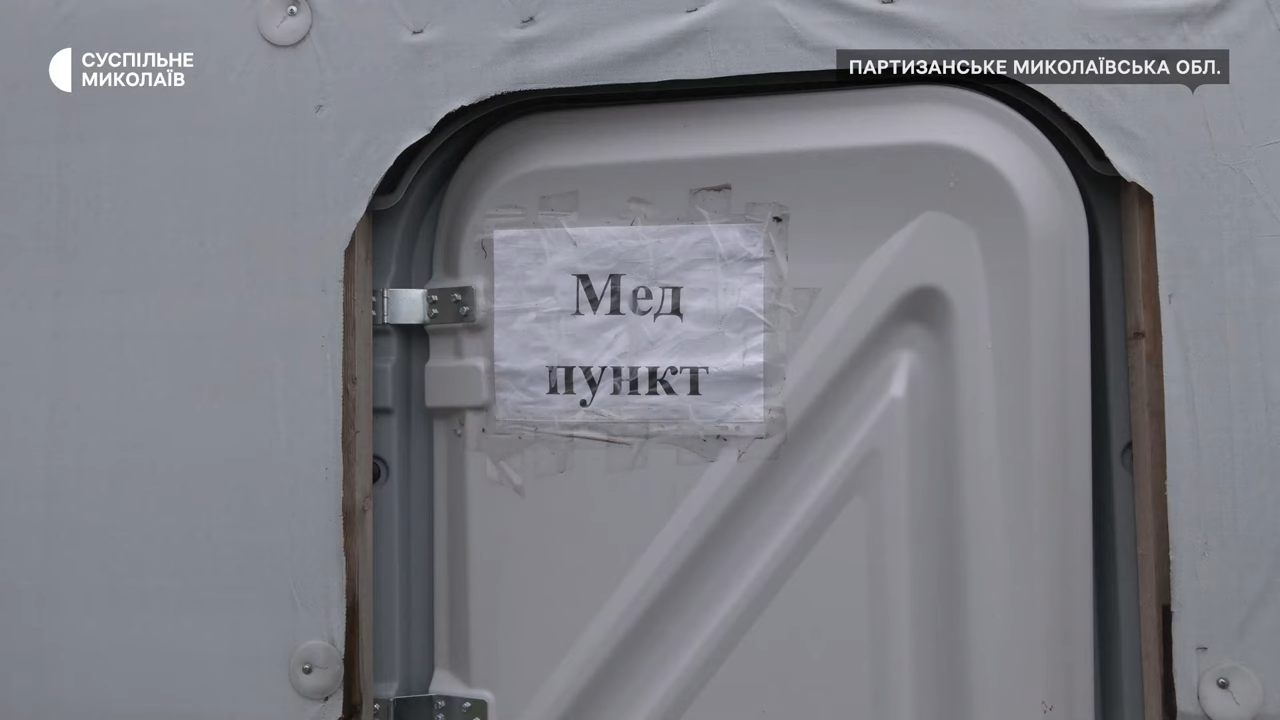 СУСПІЛЬНЕ
МИКОЛАЇВ
ПАРТИЗАНСЬКЕ МИКОЛАЇВСЬКА ОБЛ.
Мед
пункт